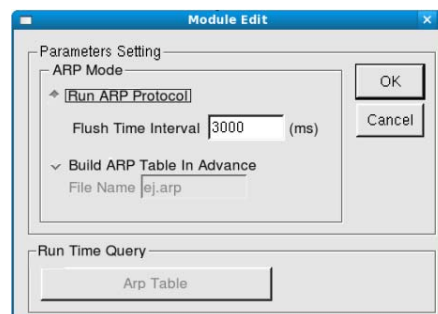 Module Edit
Parameters Setting
ARP Mode
Run ARP Protocol
Flush Time Interval 3000 (ms)
Build ARP Table In Advance
File Name ej.arp
OK
Cancel
Run Time Query
Arp Table